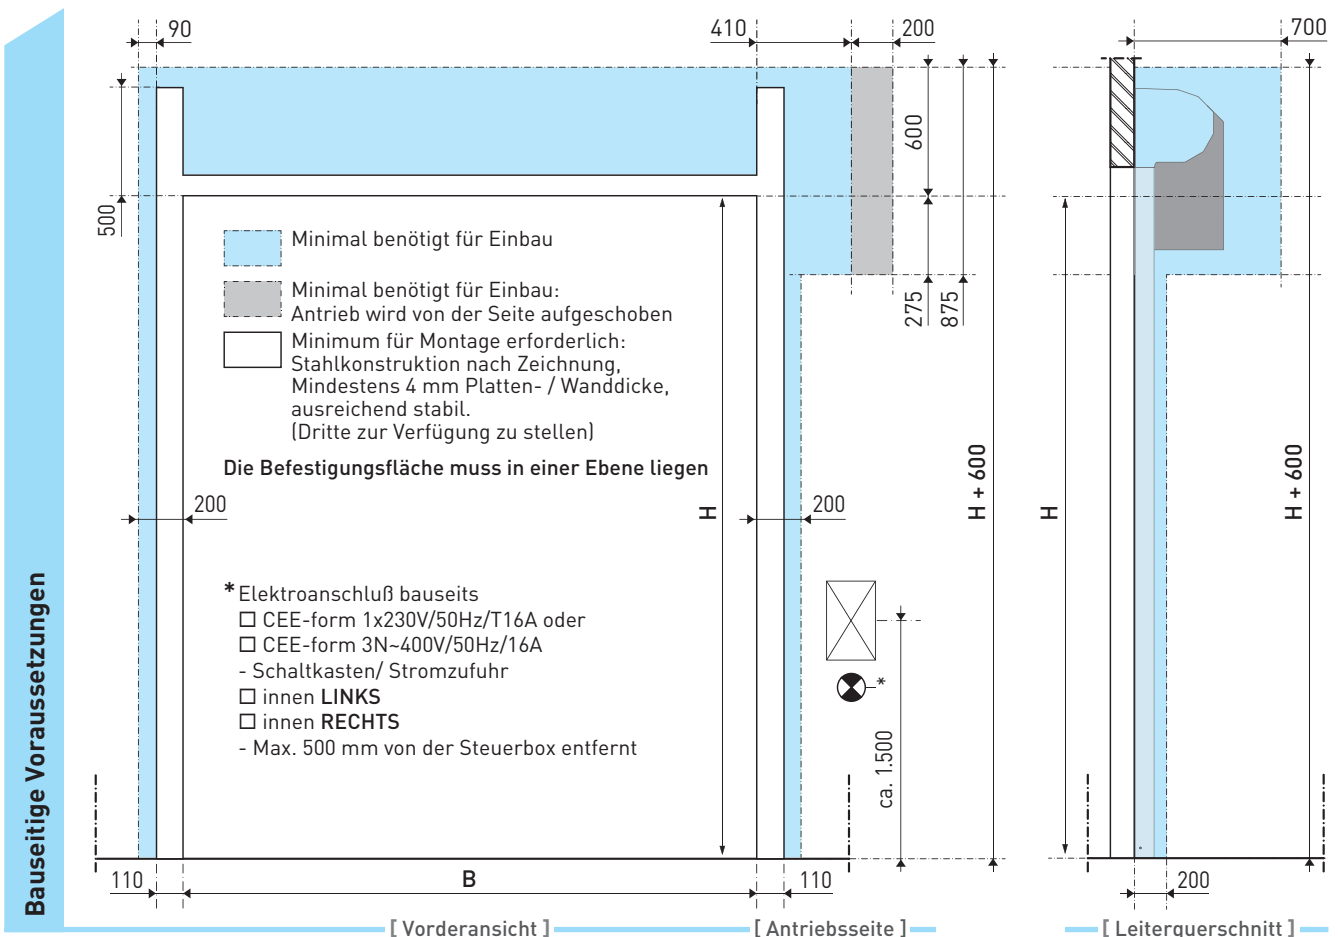 Bauseitige Voraussetzungen
90
410
200
700
600
500
275
875
Minimal benötigt für Einbau
Minimal benötigt für Einbau:
Antrieb wird von der Seite aufgeschoben
Minimum für Montage erforderlich:
Stahlkonstruktion nach Zeichnung,
Mindestens 4 mm Platten- / Wanddicke,
ausreichend stabil.
(Dritte zur Verfügung zu stellen)
Die Befestigungsfläche muss in einer Ebene liegen
200
H
200
H + 600
H
H + 600
* Elektroanschluß bauseits
☐ CEE-form 1x230V/50Hz/T16A oder
☐ CEE-form 3N~400V/50Hz/16A
- Schaltkasten/ Stromzufuhr
☐ innen LINKS
☐ innen RECHTS
- Max. 500 mm von der Steuerbox entfernt
*
ca. 1.500
110
B
110
200
[ Vorderansicht ]
[ Antriebsseite ]
[ Leiterquerschnitt ]